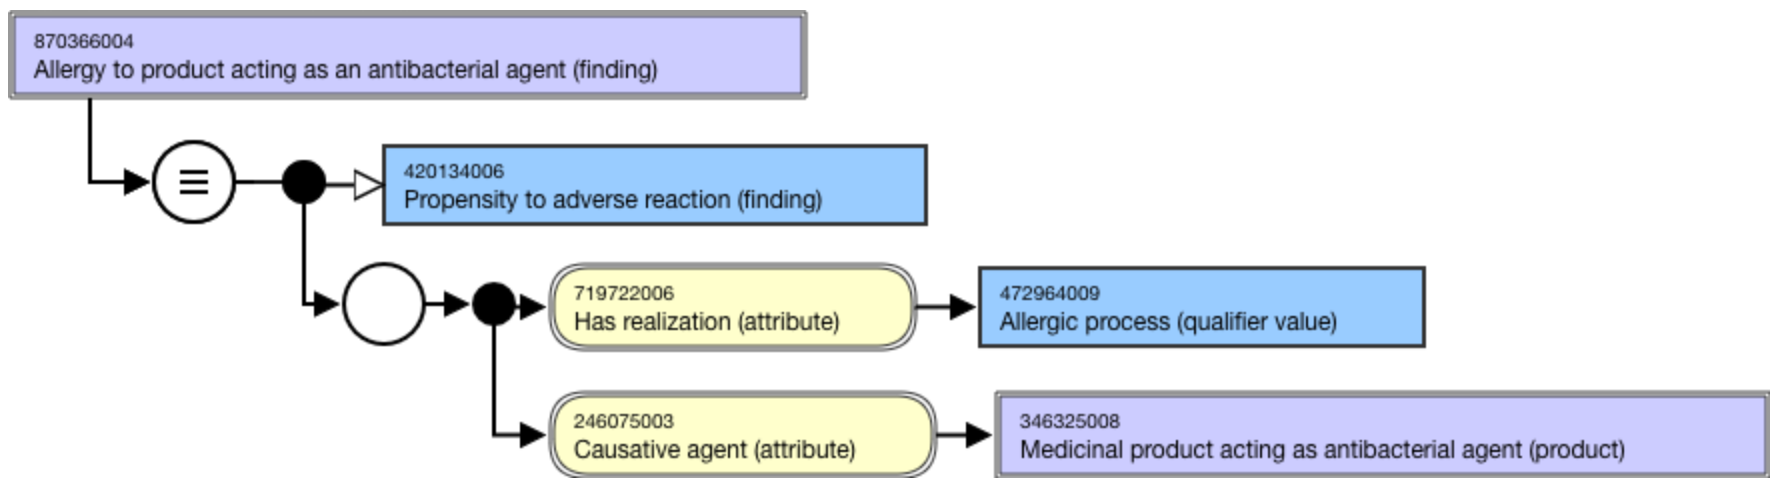 870366004
Allergy to product acting as an antibacterial agent (finding)
420134006
Propensity to adverse reaction (finding)
719722006
Has realization (attribute)
472964009
Allergic process (qualifier value)
246075003
Causative agent (attribute)
346325008
Medicinal product acting as antibacterial agent (product)